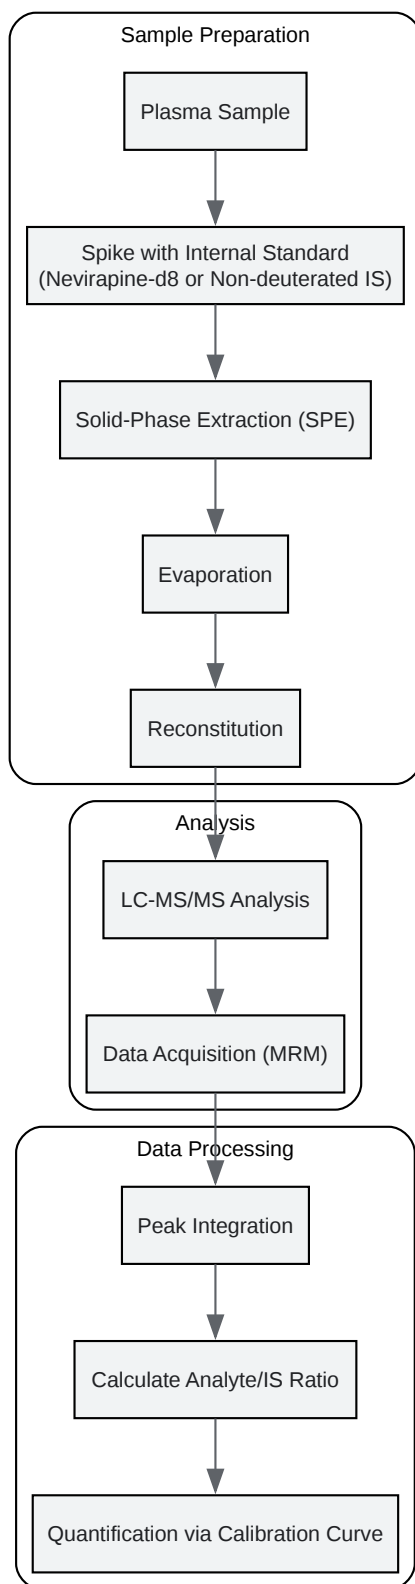 Sample Preparation
Plasma Sample
Spike with Internal Standard
(Nevirapine-d8 or Non-deuterated IS)
Solid-Phase Extraction (SPE)
Evaporation
Reconstitution
Analysis
LC-MS/MS Analysis
Data Acquisition (MRM)
Data Processing
Peak Integration
Calculate Analyte/IS Ratio
Quantification via Calibration Curve